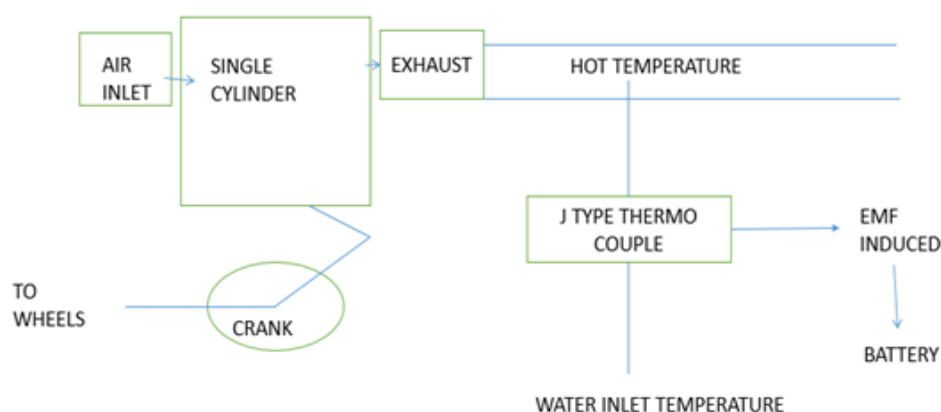 AIR
INLET
SINGLE
CYLINDER
EXHAUST
HOT TEMPERATURE
J TYPE THERMO
COUPLE
EMF
INDUCED
TO
WHEELS
CRANK
BATTERY
WATER INLET TEMPERATURE